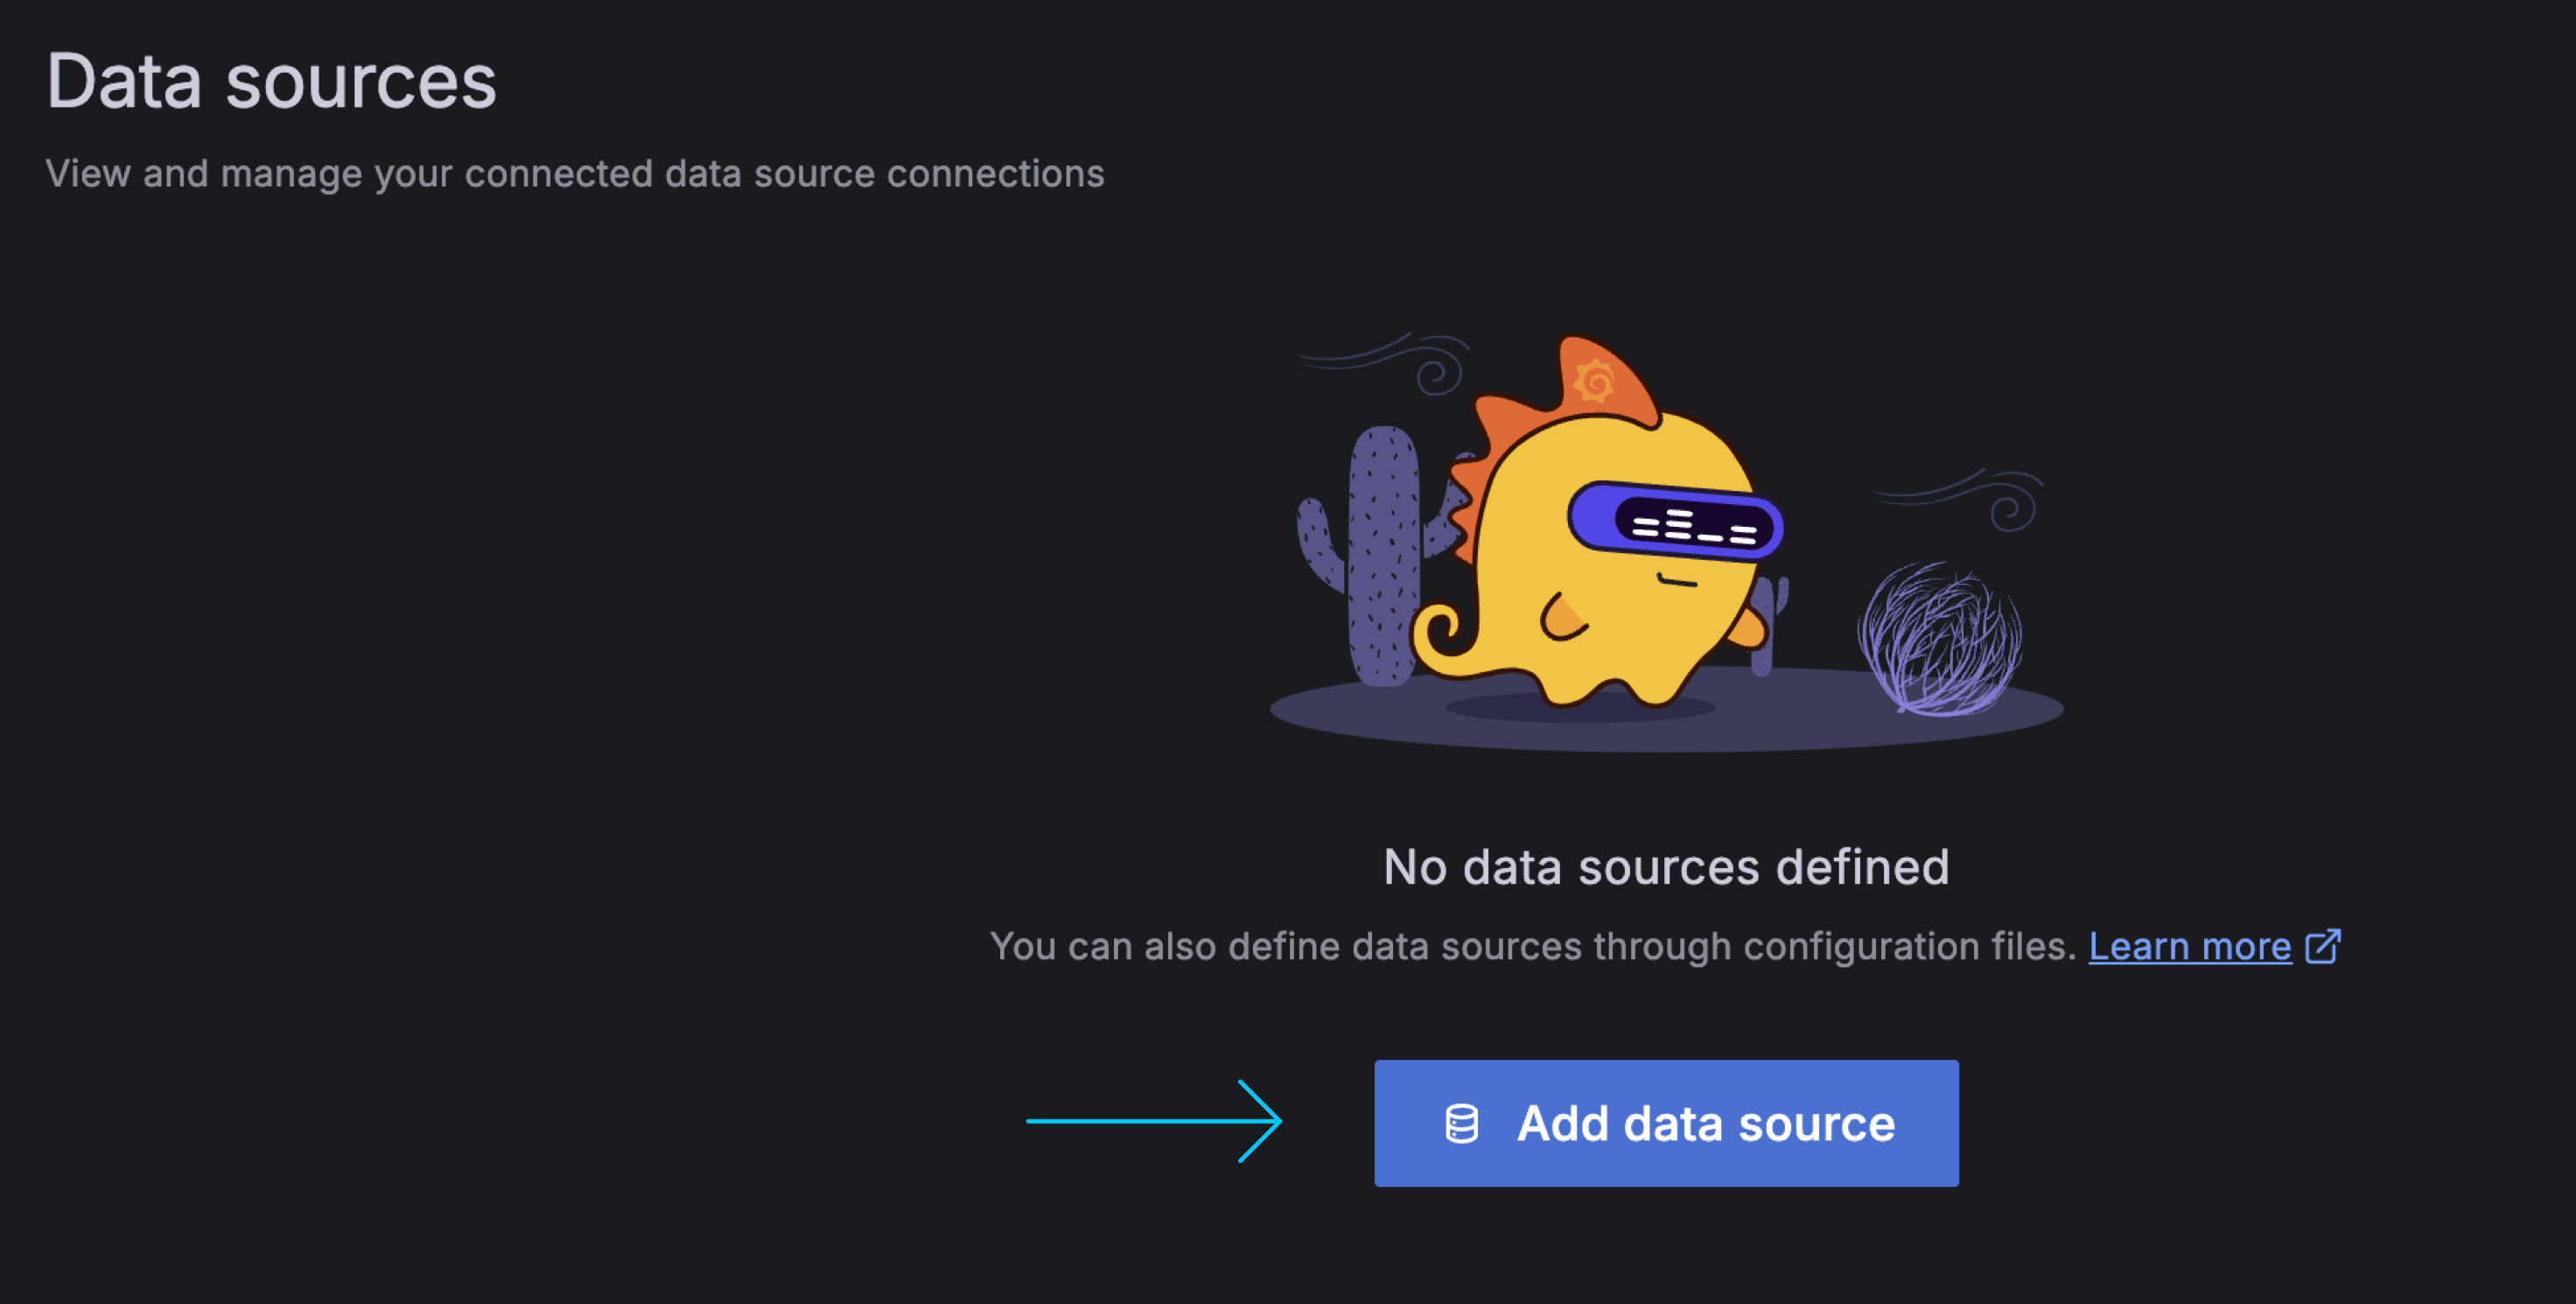 Data sources
View and manage your connected data source connections
No data sources defined
You can also define data sources through configuration files. Learn more
Add data source